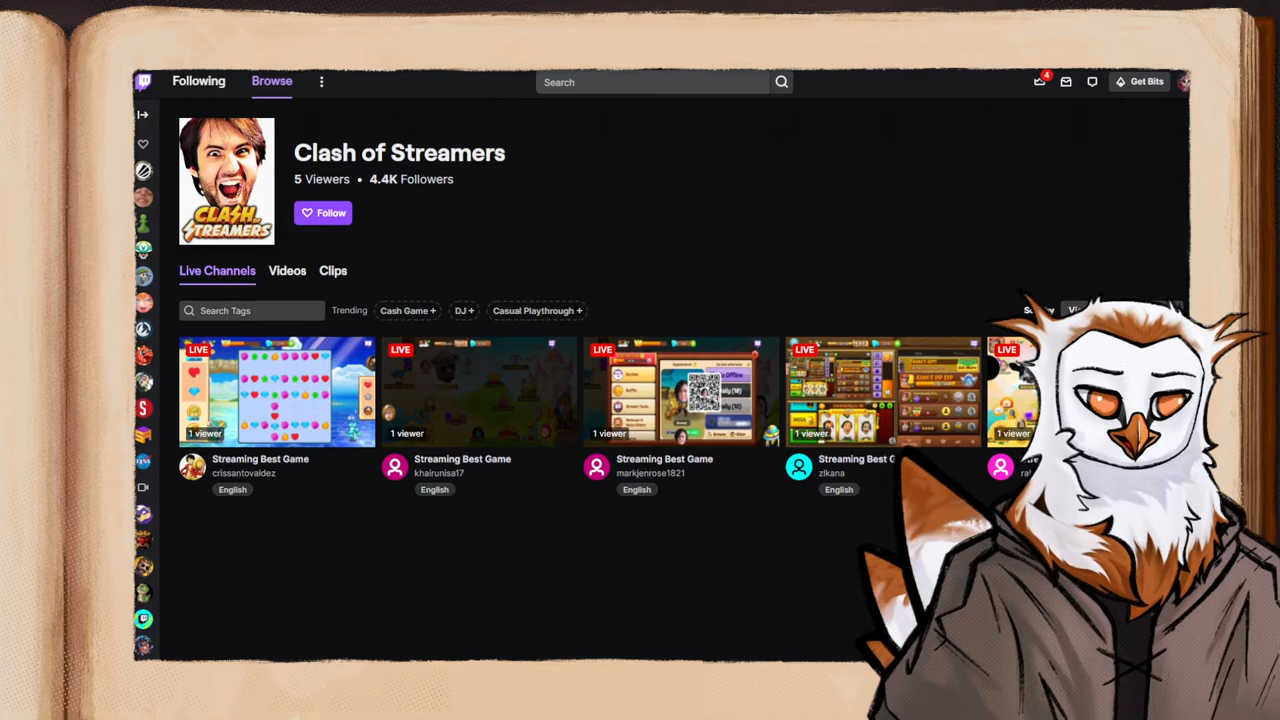 Following
Browse
Search
4
Get Bits
CLASH OF STREAMERS
Clash of Streamers
5 Viewers • 4.4K Followers
Follow
Live Channels
Videos
Clips
Search Tags
Trending
Cash Game +
DJ +
Casual Playthrough +
LIVE
LIVE
LIVE
LIVE
LIVE
1 viewer
1 viewer
1 viewer
1 viewer
1 viewer
Streaming Best Game
crissantovaldez
English
Streaming Best Game
khairunisa17
English
Streaming Best Game
markjenrose1821
English
Streaming Best G
zlkana
English